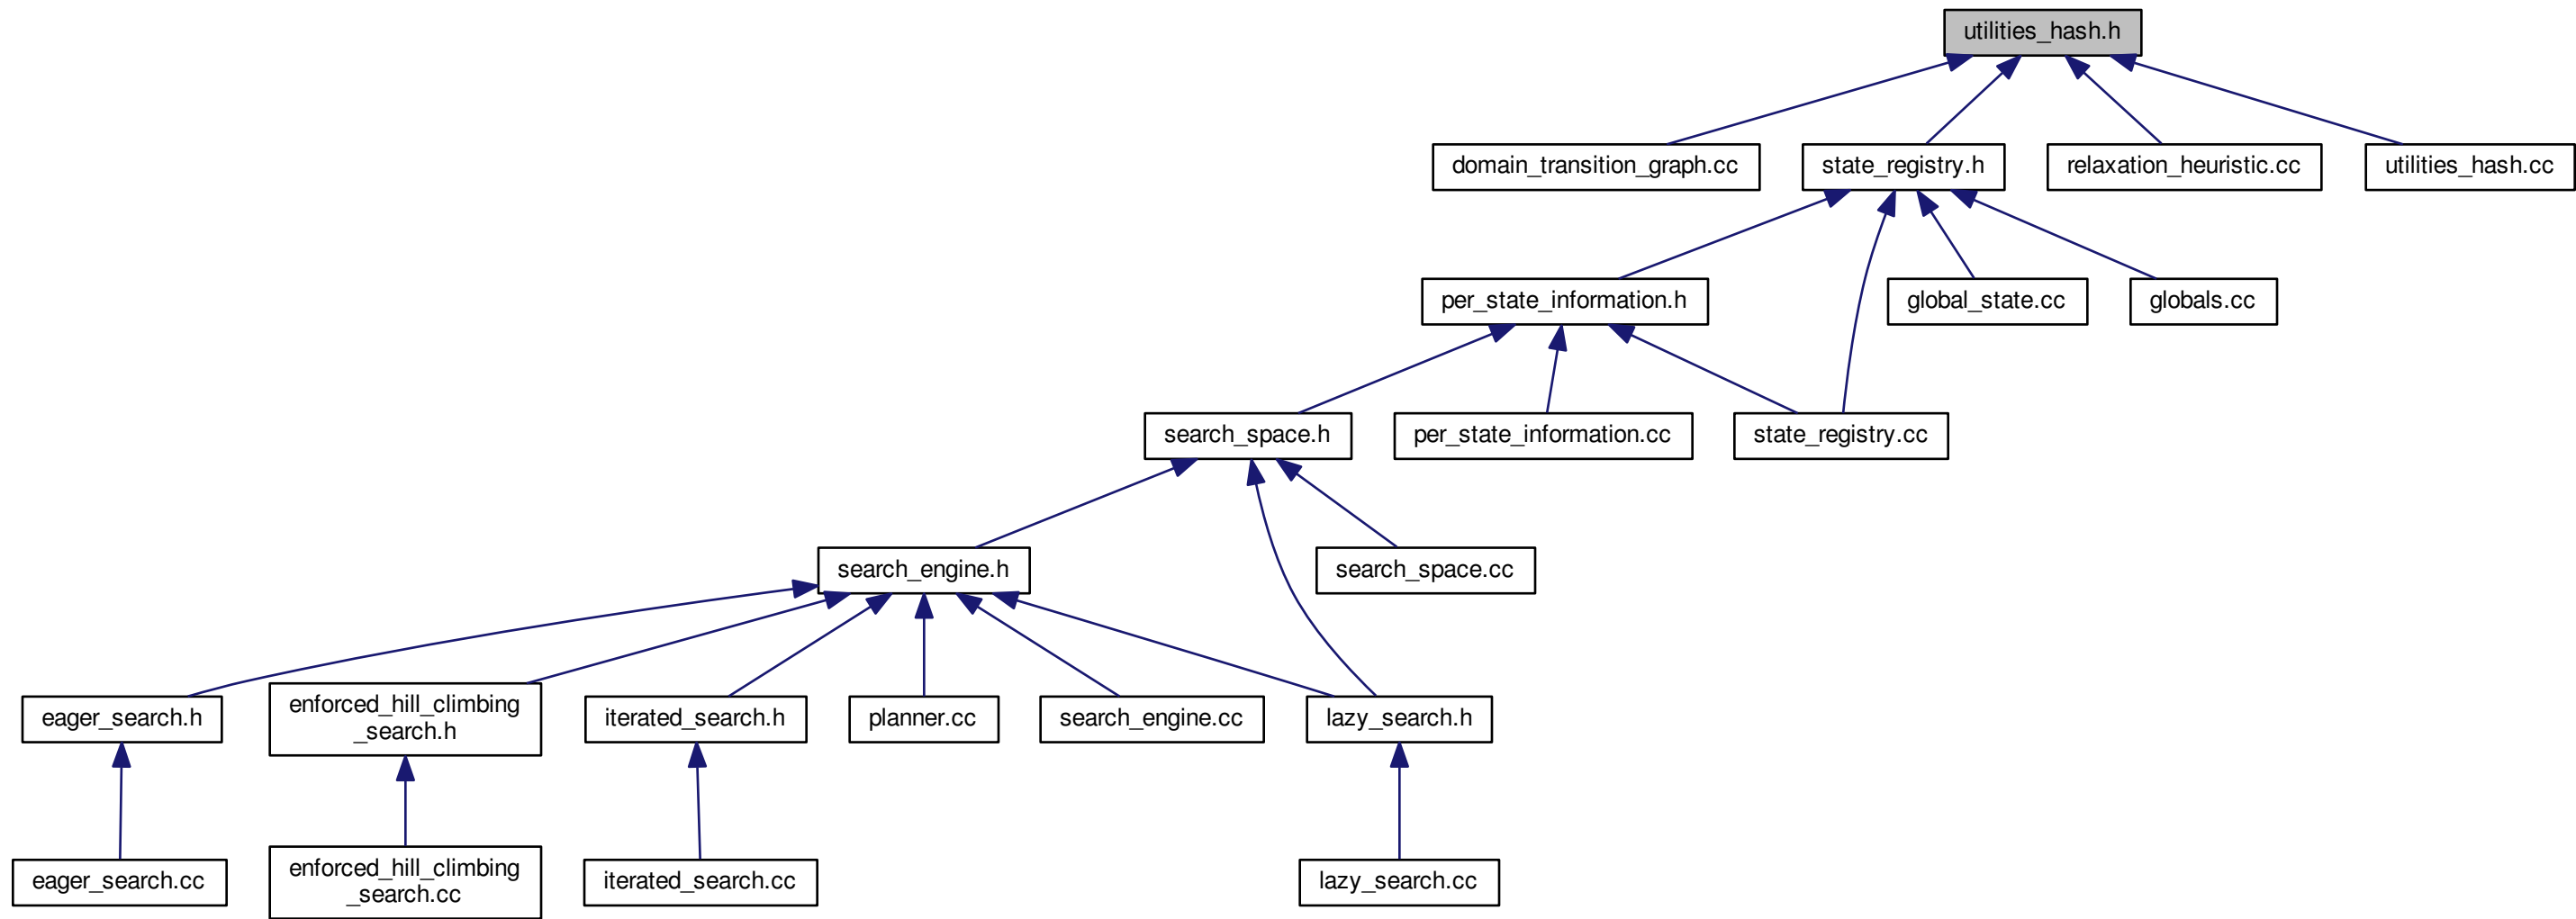 utilities_hash.h
domain_transition_graph.cc
state_registry.h
relaxation_heuristic.cc
utilities_hash.cc
per_state_information.h
global_state.cc
globals.cc
search_space.h
per_state_information.cc
state_registry.cc
search_engine.h
search_space.cc
eager_search.h
enforced_hill_climbing
_search.h
iterated_search.h
planner.cc
search_engine.cc
lazy_search.h
eager_search.cc
enforced_hill_climbing
_search.cc
iterated_search.cc
lazy_search.cc